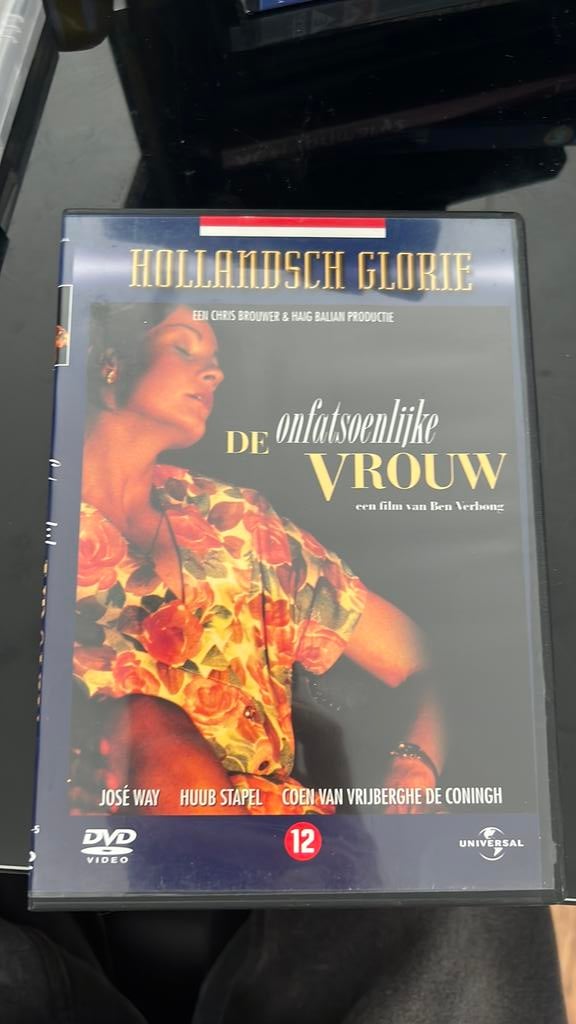 HOLLANDSCH GLORIE
EEN CHRIS BROUWER & HAIG BALIAN PRODUCTIE
DE onfatsoenlijke
VROUW
een film van Ben Verbong
JOSÉ WAY HUUB STAPEL COEN VAN VRIJBERGHE DE CONINGH
DVD
VIDEO
12
UNIVERSAL